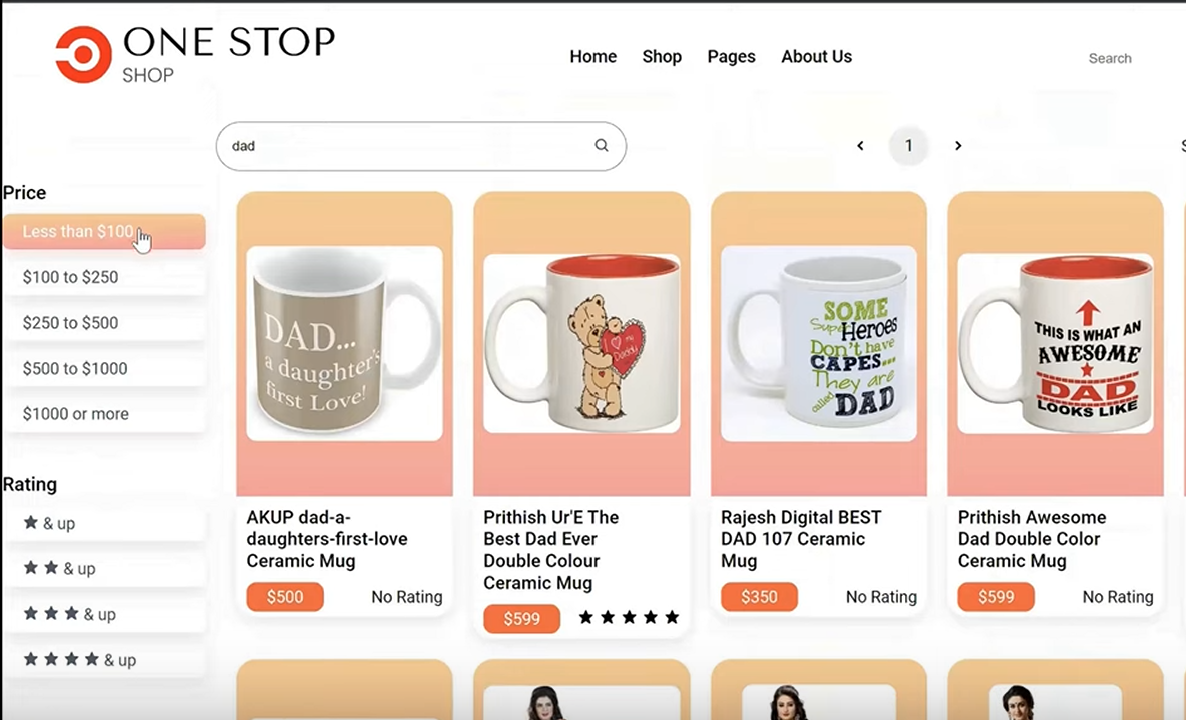 ONE STOP
SHOP
Home Shop Pages About Us
Search
dad
1
Price
Less than $100
$100 to $250
$250 to $500
$500 to $1000
$1000 or more
Rating
& up
& up
& up
& up
DAD...
a daughter's
first Love!
SOME
Super Heroes
Don't have
CAPES...
They are
called DAD
THIS IS WHAT AN
AWESOME
DAD
LOOKS LIKE
AKUP dad-a-
daughters-first-love
Ceramic Mug
$500 No Rating
Prithish Ur'E The
Best Dad Ever
Double Colour
Ceramic Mug
$599
Rajesh Digital BEST
DAD 107 Ceramic
Mug
$350 No Rating
Prithish Awesome
Dad Double Color
Ceramic Mug
$599 No Rating